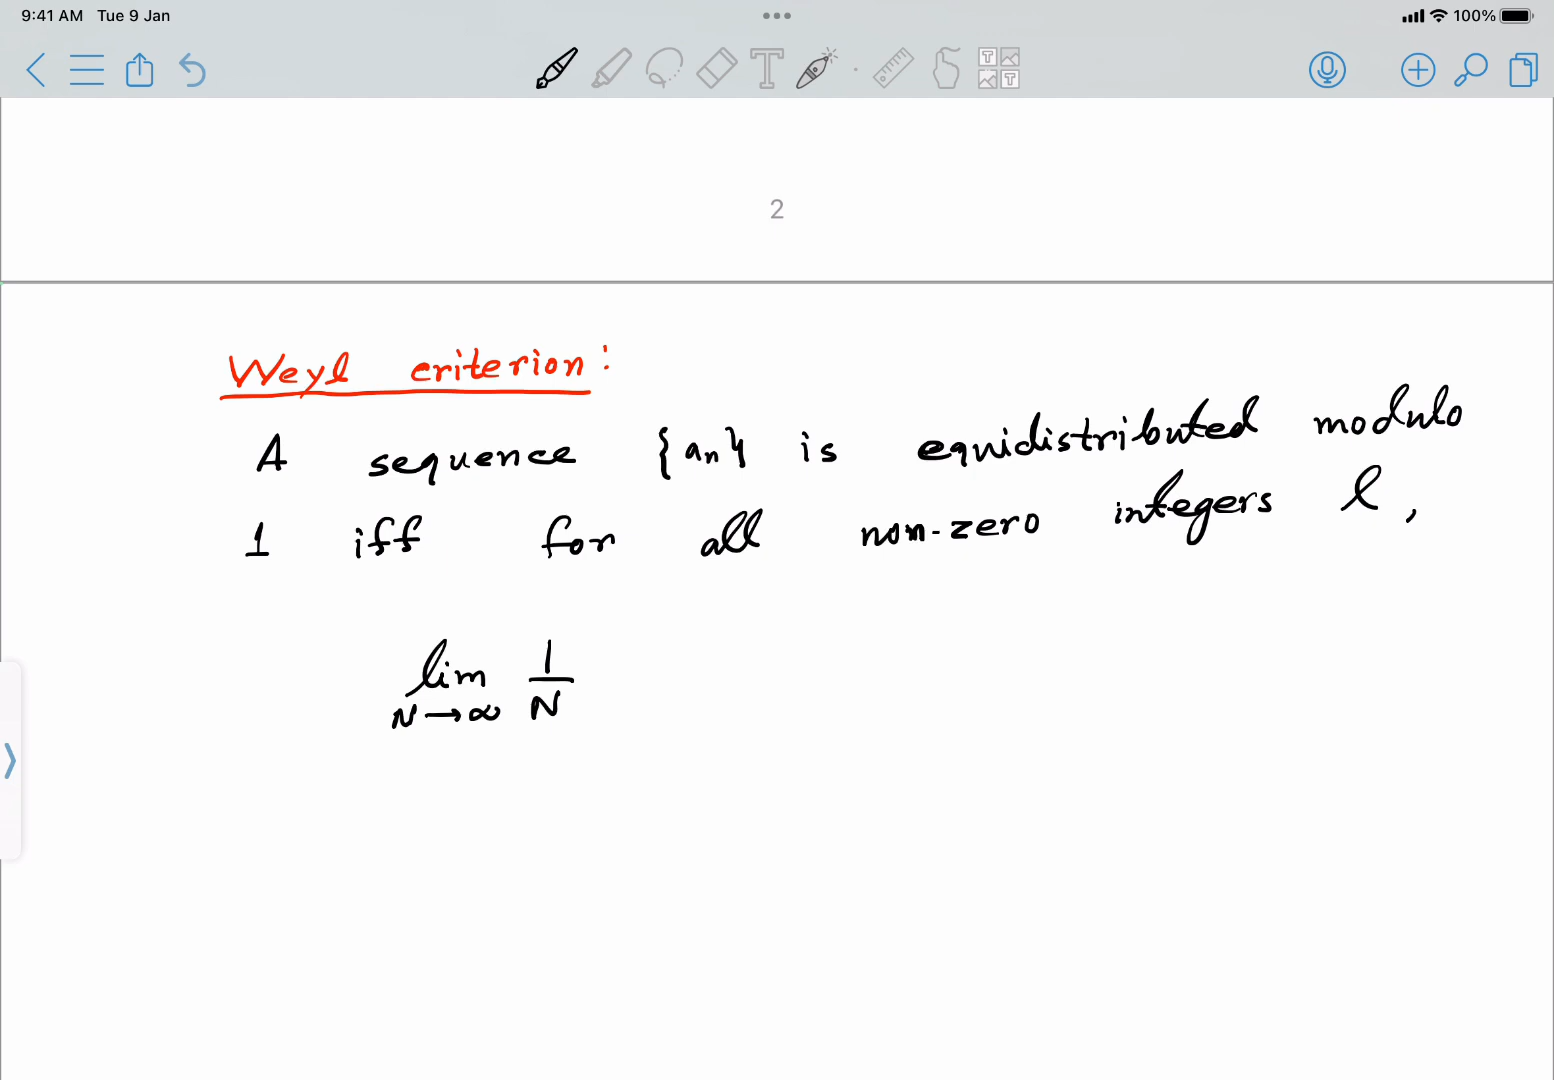 9:41 AM Tue 9 Jan
100%
2
Weyl criterion:
A sequence {an} is equidistributed modulo
1 iff for all non-zero integers l,
lim 1/N
N→∞